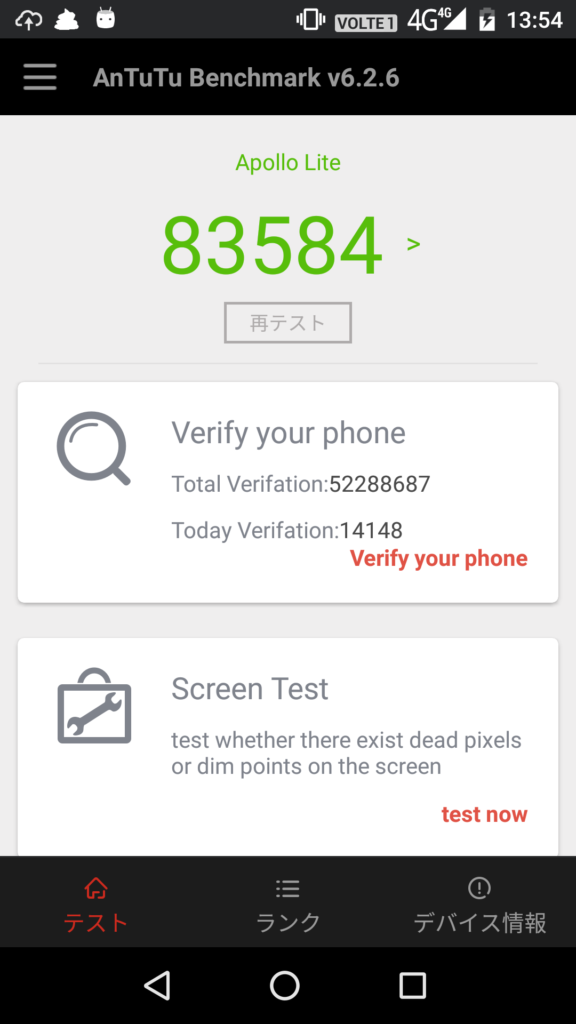 VOLTE 1 4G 4G 13:54
AnTuTu Benchmark v6.2.6
Apollo Lite
83584 >
再テスト
Verify your phone
Total Verifation:52288687
Today Verifation:14148
Verify your phone
Screen Test
test whether there exist dead pixels
or dim points on the screen
test now
テスト ランク デバイス情報